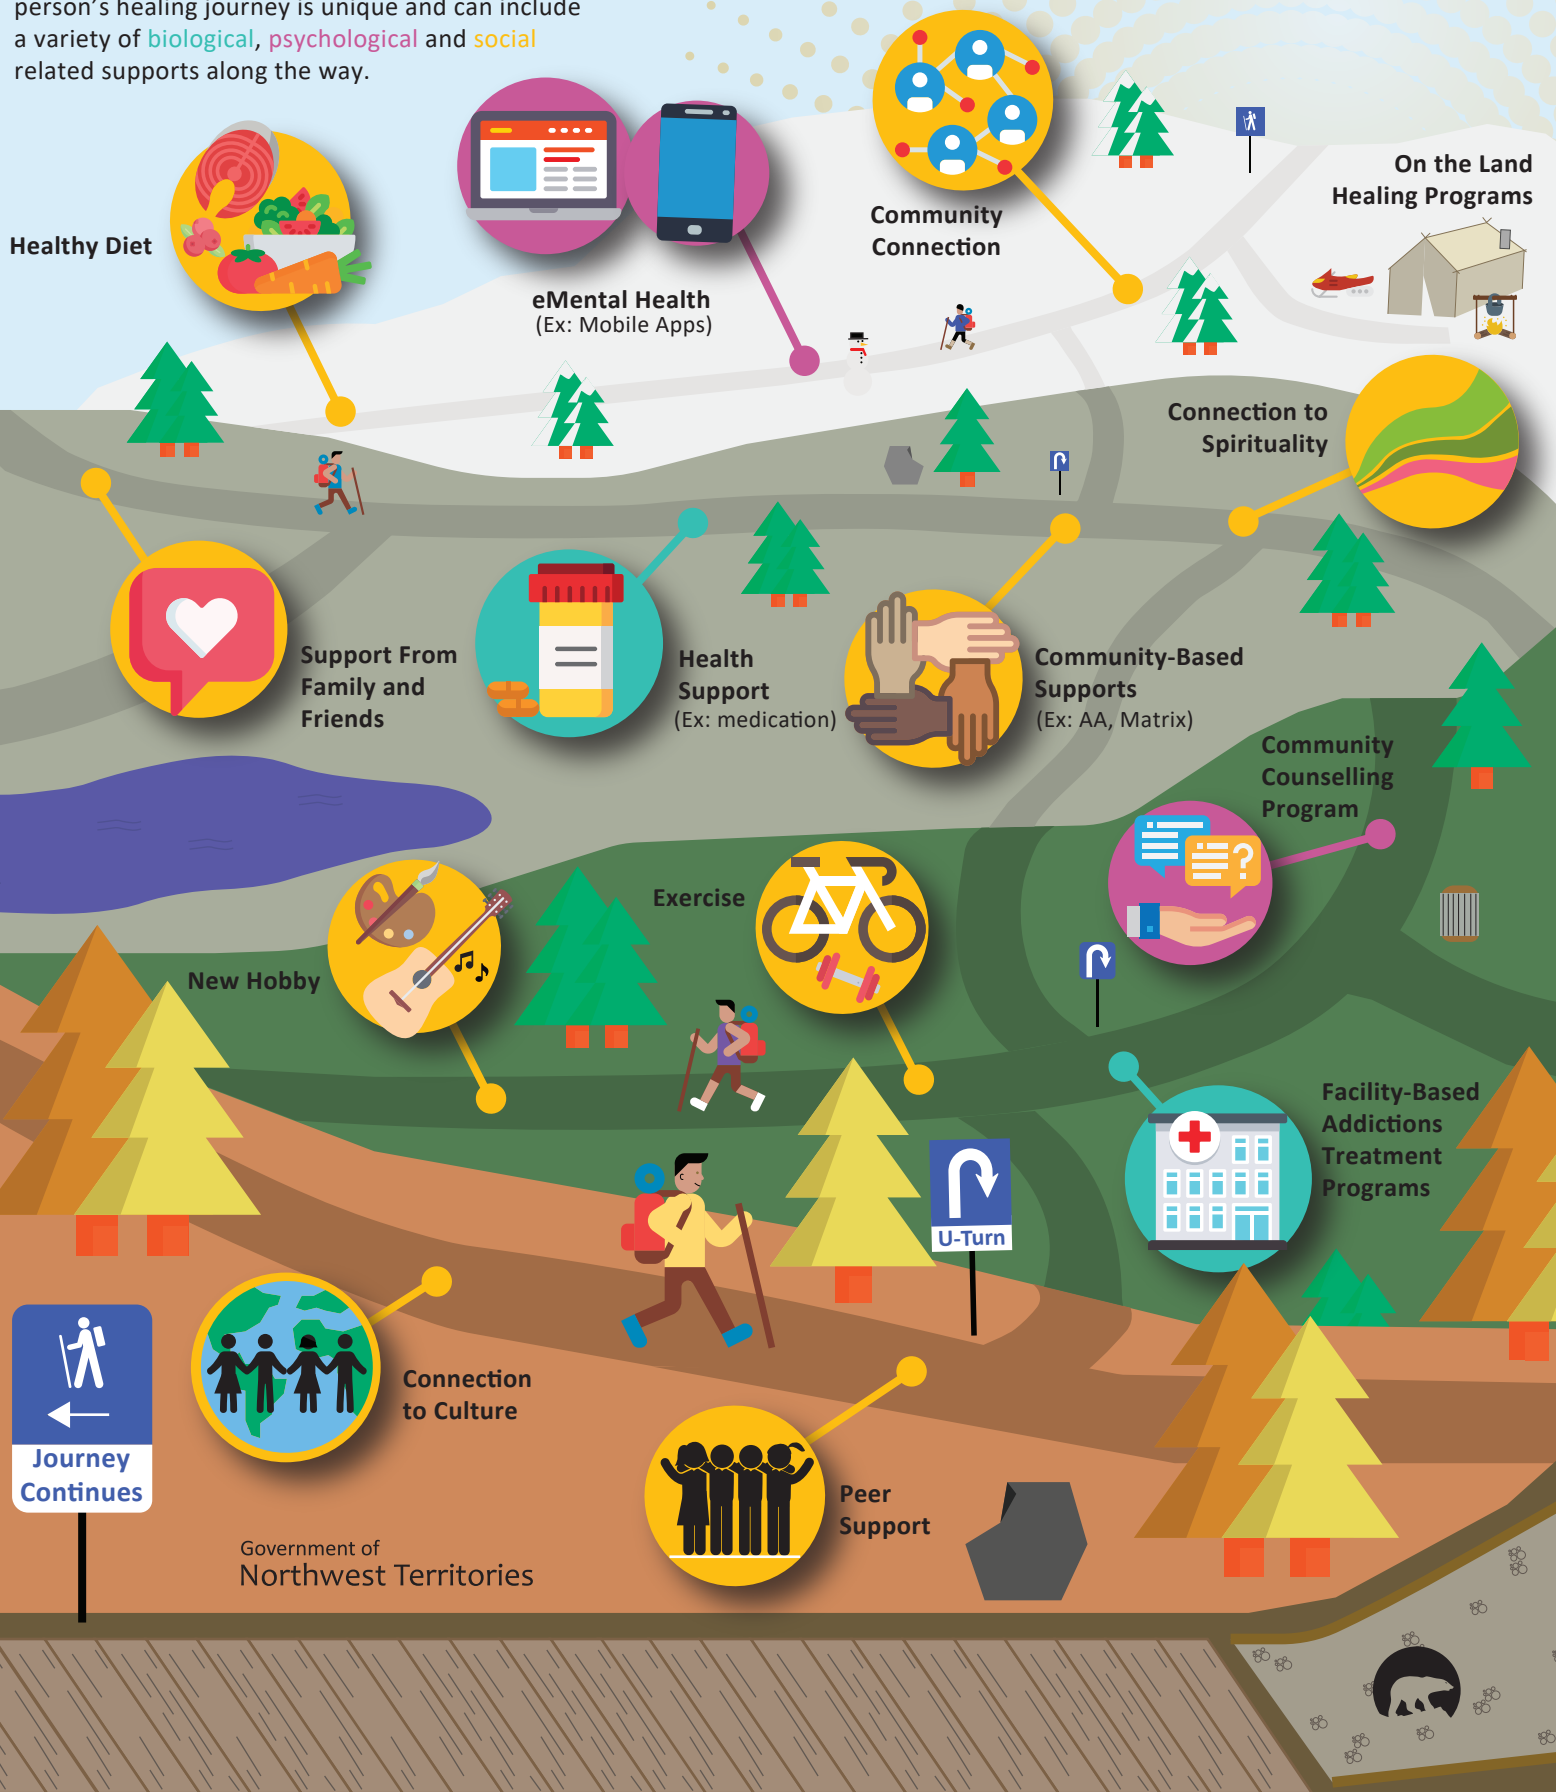 person's healing journey is unique and can include
a variety of biological, psychological and social
related supports along the way.
On the Land
Healing Programs
Community
Connection
Healthy Diet
eMental Health
(Ex: Mobile Apps)
Connection to
Spirituality
Support From
Family and
Friends
Health
Support
(Ex: medication)
Community-Based
Supports
(Ex: AA, Matrix)
Community
Counselling
Program
?
Exercise
New Hobby
Facility-Based
Addictions
Treatment
Programs
U-Turn
Connection
to Culture
Journey
Continues
Peer
Support
Government of
Northwest Territories